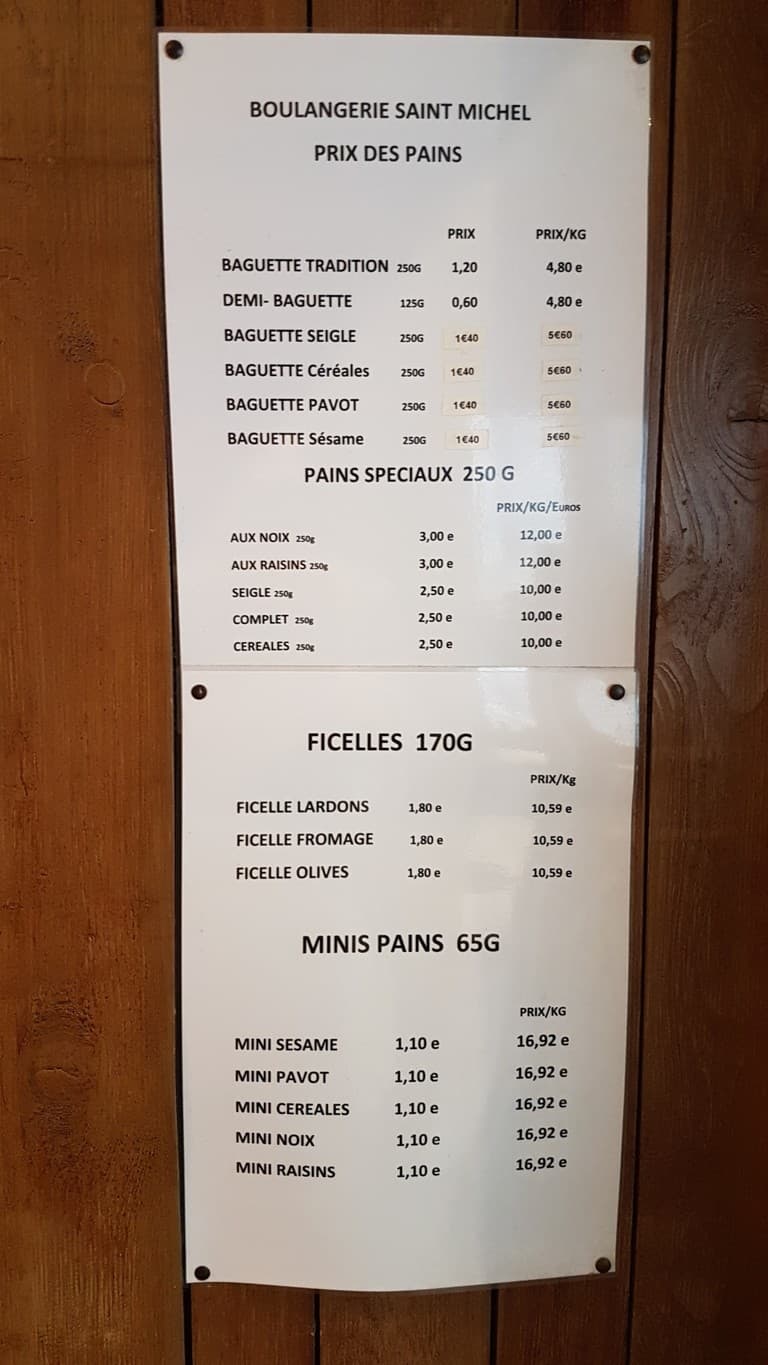 BOULANGERIE SAINT MICHEL
PRIX DES PAINS
PRIX PRIX/KG
BAGUETTE TRADITION 250G 1,20 4,80 e
DEMI- BAGUETTE 125G 0,60 4,80 e
BAGUETTE SEIGLE 250G 1€40 5€60
BAGUETTE Céréales 250G 1€40 5€60
BAGUETTE PAVOT 250G 1€40 5€60
BAGUETTE Sésame 250G 1€40 5€60
PAINS SPECIAUX 250 G
PRIX/KG/EUROS
AUX NOIX 250g 3,00 e 12,00 e
AUX RAISINS 250g 3,00 e 12,00 e
SEIGLE 250g 2,50 e 10,00 e
COMPLET 250g 2,50 e 10,00 e
CEREALES 250g 2,50 e 10,00 e
FICELLES 170G
PRIX/Kg
FICELLE LARDONS 1,80 e 10,59 e
FICELLE FROMAGE 1,80 e 10,59 e
FICELLE OLIVES 1,80 e 10,59 e
MINIS PAINS 65G
PRIX/KG
MINI SESAME 1,10 e 16,92 e
MINI PAVOT 1,10 e 16,92 e
MINI CEREALES 1,10 e 16,92 e
MINI NOIX 1,10 e 16,92 e
MINI RAISINS 1,10 e 16,92 e